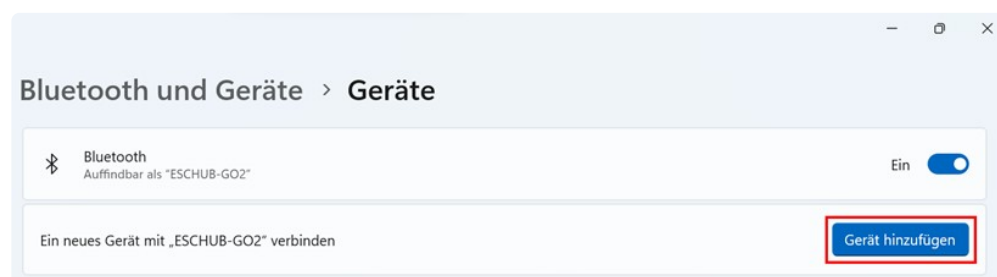 Bluetooth und Geräte > Geräte
Bluetooth
Auffindbar als "ESCHUB-GO2"
Ein
Ein neues Gerät mit „ESCHUB-GO2" verbinden
Gerät hinzufügen